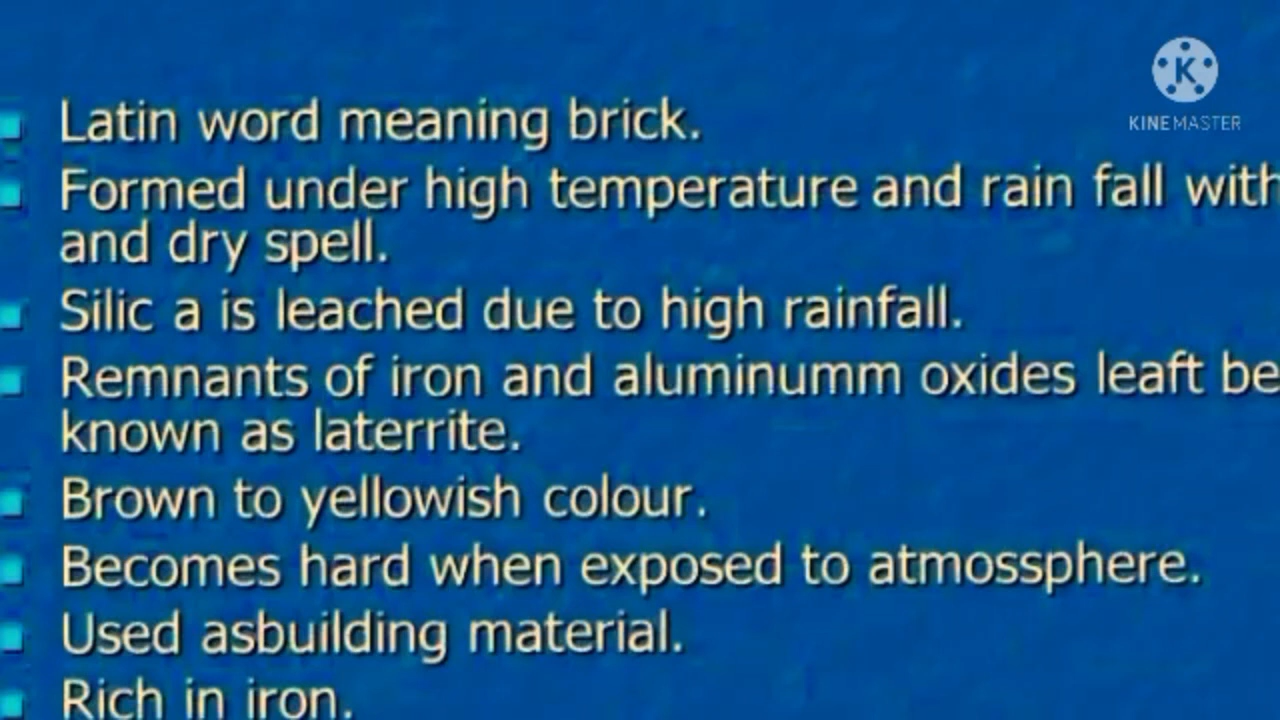 KINEMASTER
Latin word meaning brick.
Formed under high temperature and rain fall with
and dry spell.
Silic a is leached due to high rainfall.
Remnants of iron and aluminumm oxides leaft be
known as laterrite.
Brown to yellowish colour.
Becomes hard when exposed to atmossphere.
Used asbuilding material.
Rich in iron.